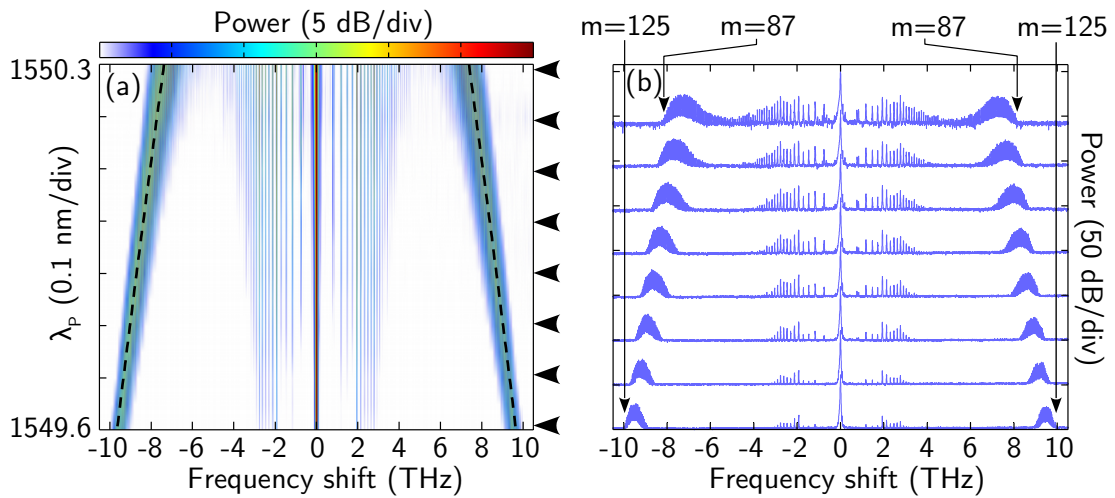 Power (5 dB/div)
m=125
m=87
m=87
m=125
1550.3
(a)
(b)
λP (0.1 nm/div)
Power (50 dB/div)
1549.6
-10 -8 -6 -4 -2 0 2 4 6 8 10
-10 -8 -6 -4 -2 0 2 4 6 8 10
Frequency shift (THz)
Frequency shift (THz)